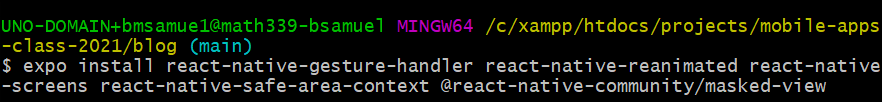 UNO-DOMAIN+bmsamue1@math339-bsamuel MINGW64 /c/xampp/htdocs/projects/mobile-apps
-class-2021/blog (main)
$ expo install react-native-gesture-handler react-native-reanimated react-native
-screens react-native-safe-area-context @react-native-community/masked-view